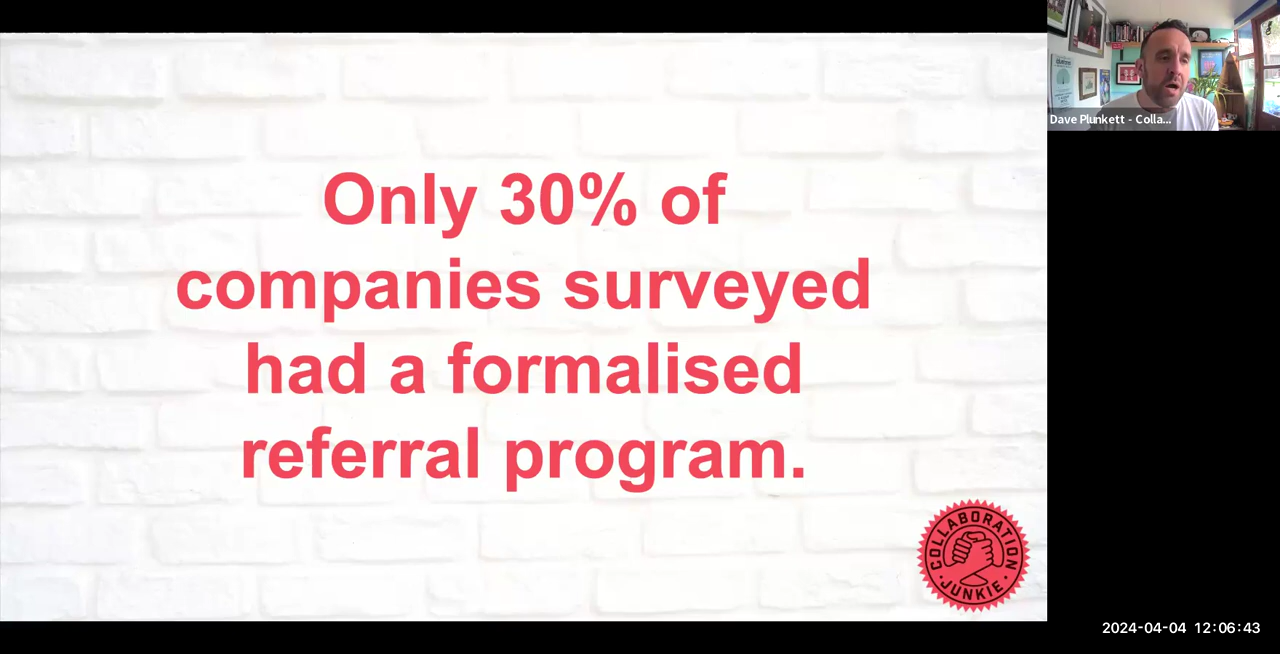 Only 30% of
companies surveyed
had a formalised
referral program.
COLLABORATION
JUNKIE
Dave Plunkett - Colla...
2024-04-04 12:06:43